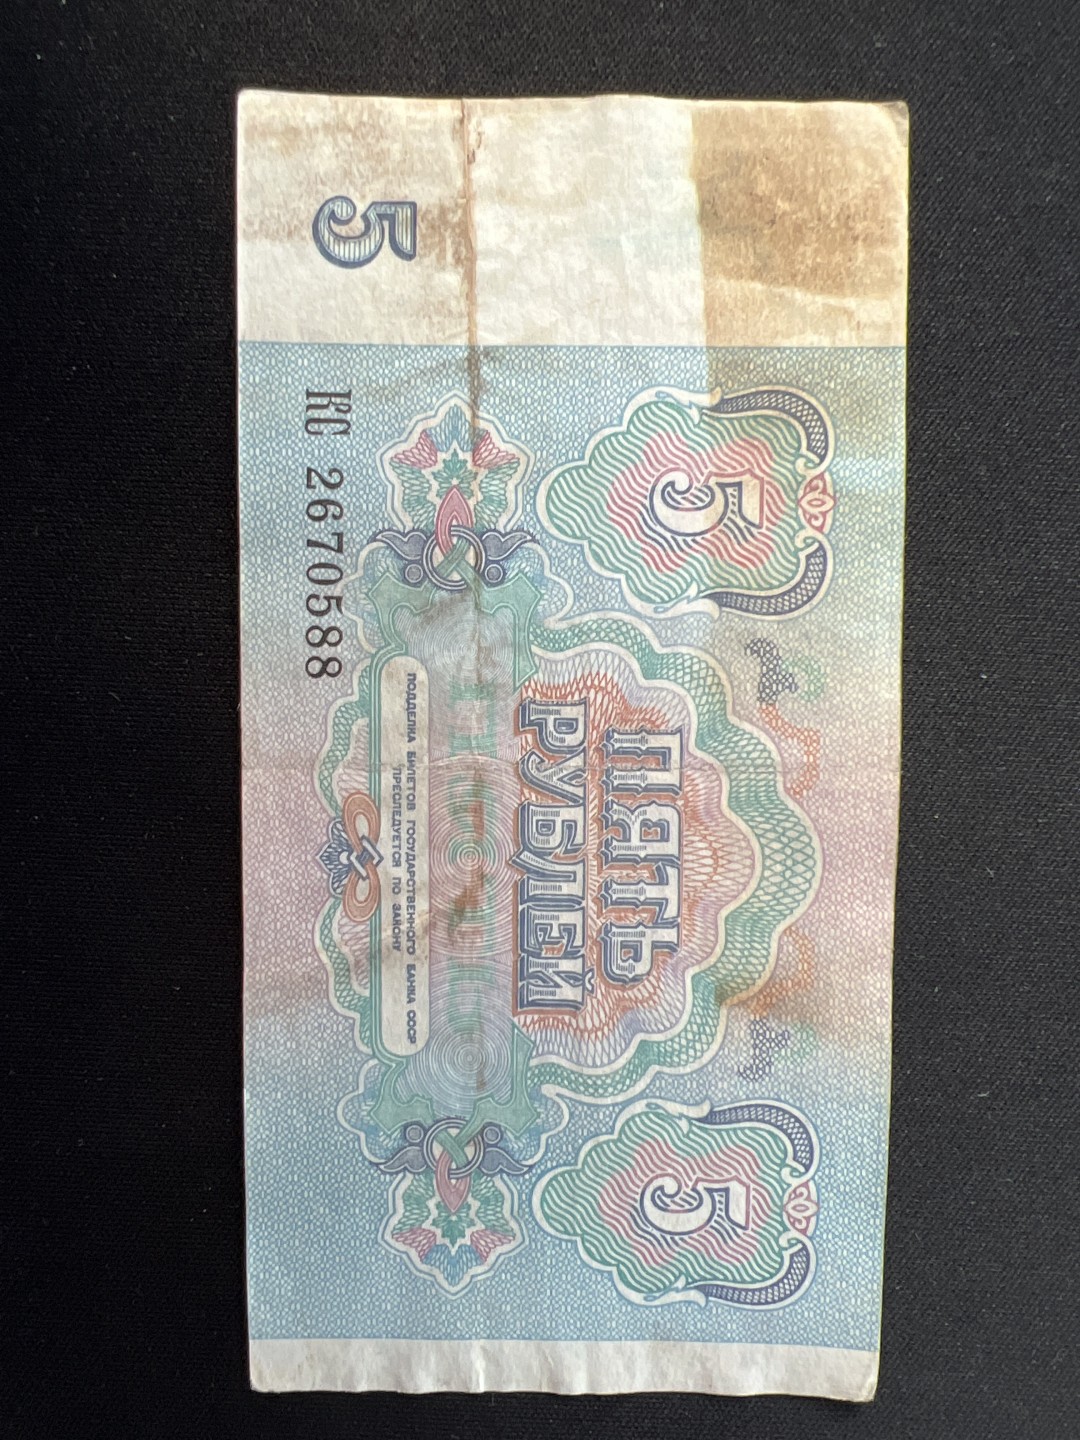 5 5
ПЯТЬ
РУБЛЕЙ
ПОДДЕЛКА БИЛЕТОВ ГОСУДАРСТВЕННОГО БАНКА СССР
ПРЕСЛЕДУЕТСЯ ПО ЗАКОНУ
5
КС 2670588